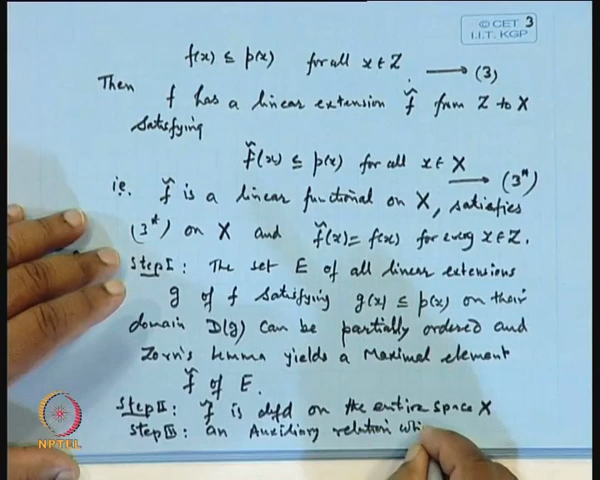 © CET 3
I.I.T. KGP
f(x) ≤ p(x) for all x ∈ Z. ⟶ (3)
Then
f has a linear extension f̃ from Z to X
satisfying
f̃(x) ≤ p(x) for all x ∈ X ⟶ (3*)
i.e. f̃ is a linear functional on X, satisfies
(3*) on X and f̃(x) = f(x) for every x ∈ Z.
Step I: The set E of all linear extensions
g of f satisfying g(x) ≤ p(x) on their
domain D(g) can be partially ordered and
Zorn's lemma yields a Maximal element
f̃ of E.
Step II: f̃ is defd on the entire space X
Step III: an Auxiliary relation whi
NPTEL